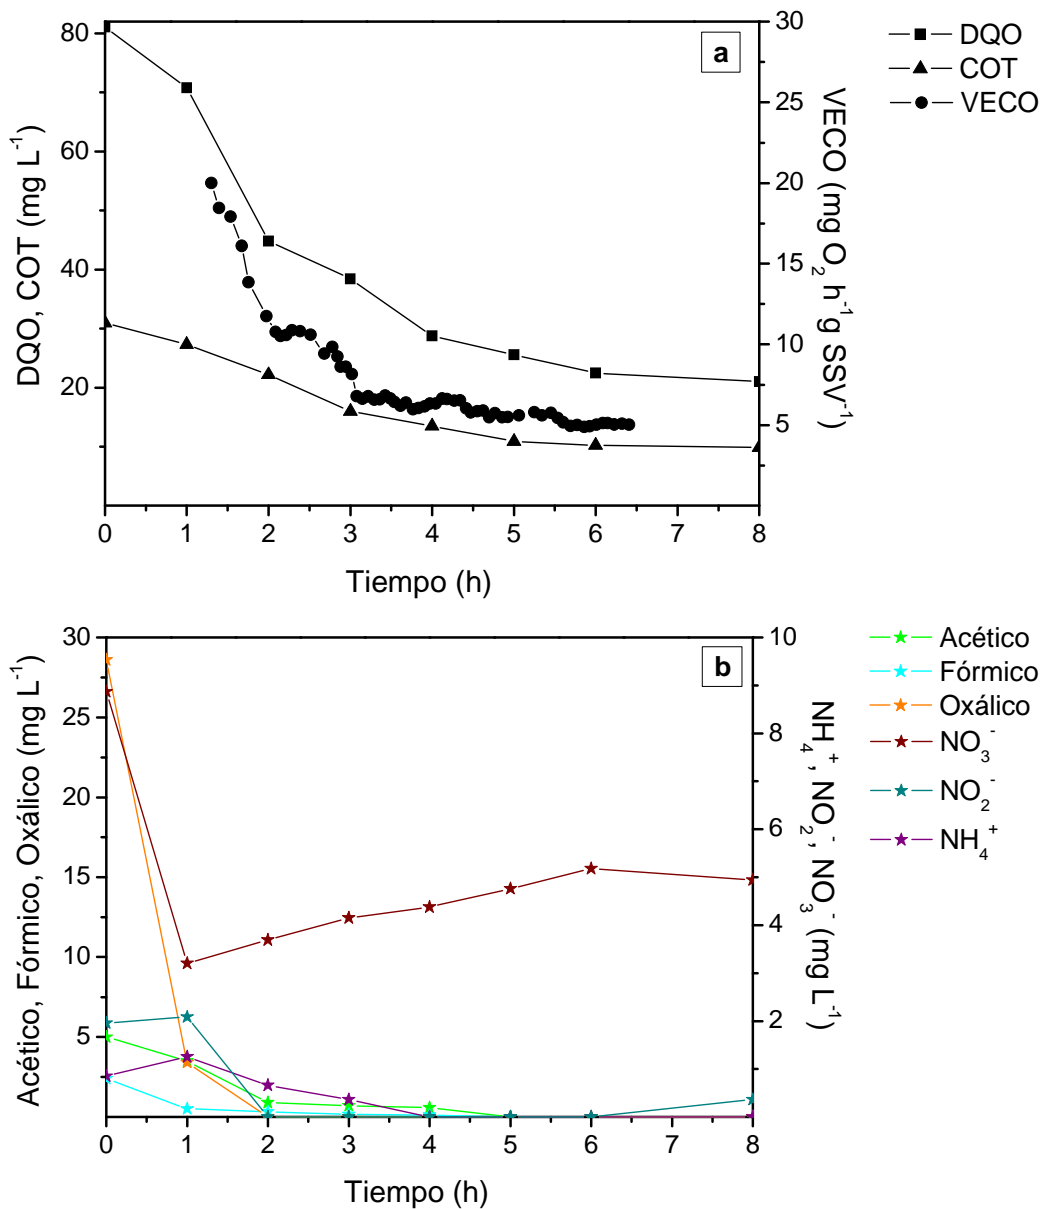 a
DQO
COT
VECO
80
60
40
20
DQO, COT (mg L⁻¹)
30
25
20
15
10
5
VECO (mg O₂ h⁻¹g SSV⁻¹)
0 1 2 3 4 5 6 7 8
Tiempo (h)
b
Acético
Fórmico
Oxálico
NO₃⁻
NO₂⁻
NH₄⁺
30
25
20
15
10
5
Acético, Fórmico, Oxálico (mg L⁻¹)
10
8
6
4
2
NH₄⁺, NO₂⁻, NO₃⁻ (mg L⁻¹)
0 1 2 3 4 5 6 7 8
Tiempo (h)